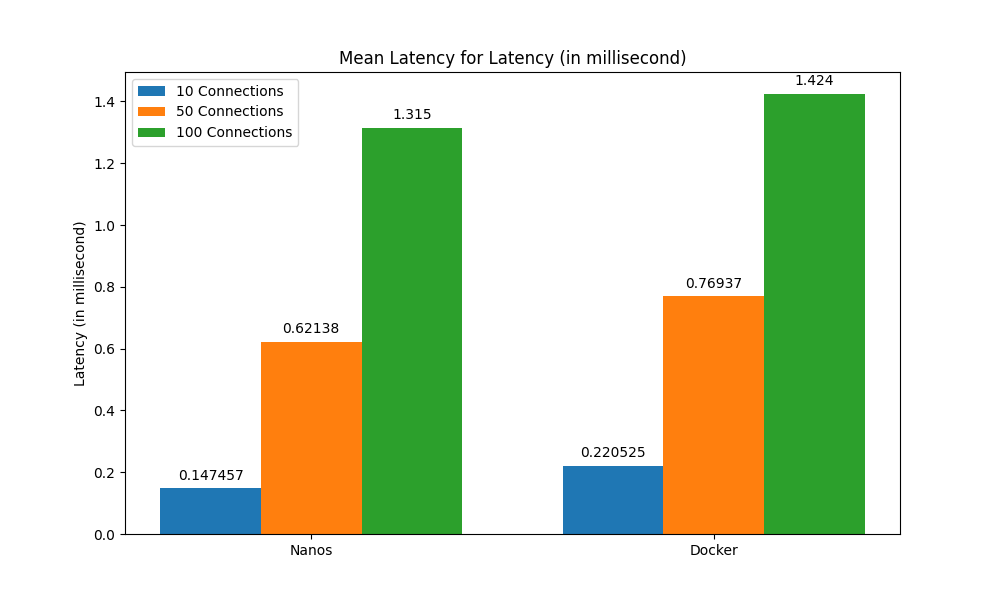 Mean Latency for Latency (in millisecond)
10 Connections
50 Connections
100 Connections
Latency (in millisecond)
1.4
1.2
1.0
0.8
0.6
0.4
0.2
0.0
0.147457
0.62138
1.315
0.220525
0.76937
1.424
Nanos
Docker